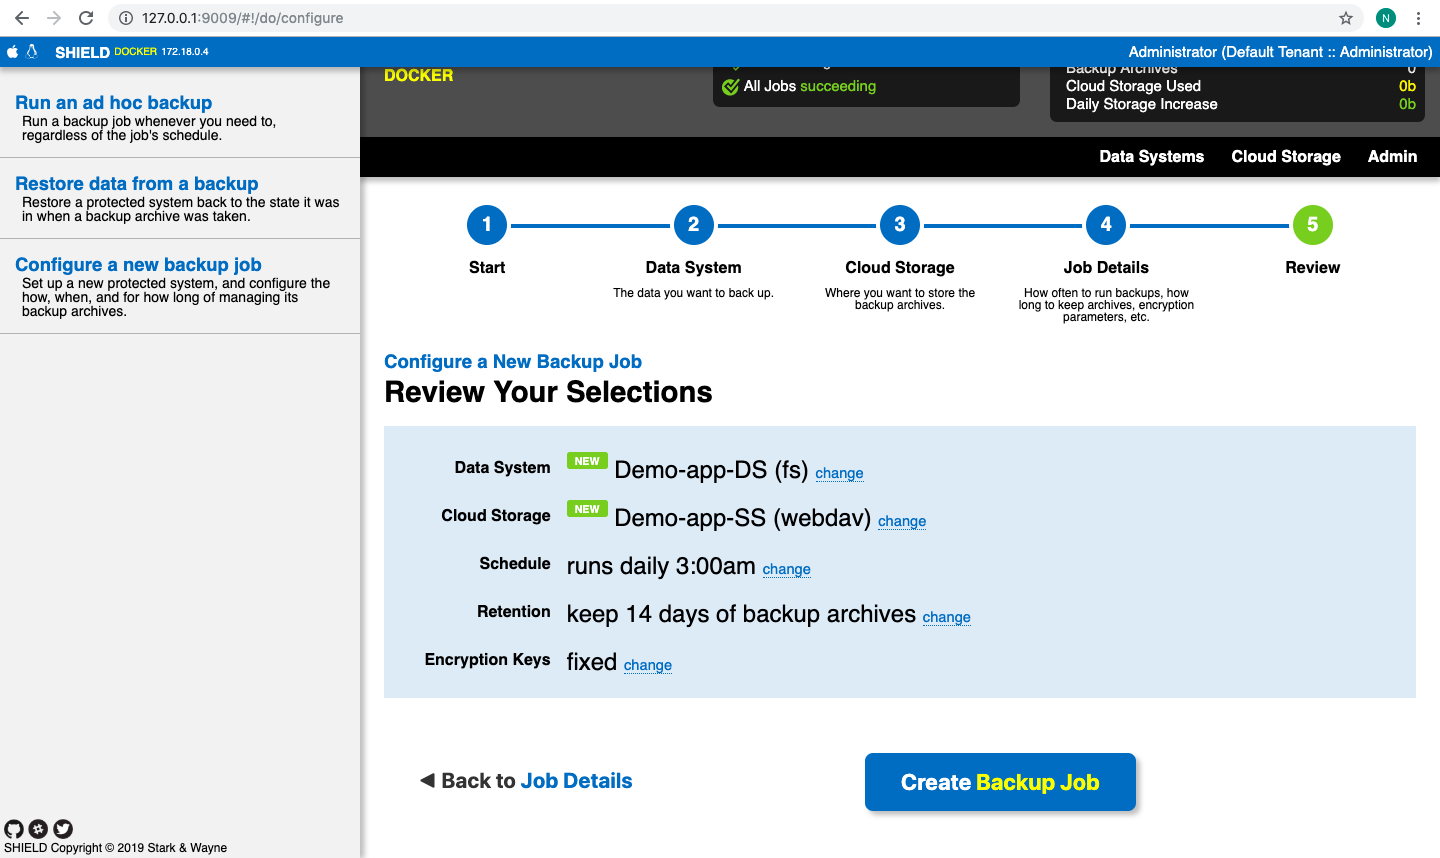 127.0.0.1:9009/#!/do/configure
N
SHIELD DOCKER 172.18.0.4
Administrator (Default Tenant :: Administrator)
Run an ad hoc backup
Run a backup job whenever you need to,
regardless of the job's schedule.
Restore data from a backup
Restore a protected system back to the state it was
in when a backup archive was taken.
Configure a new backup job
Set up a new protected system, and configure the
how, when, and for how long of managing its
backup archives.
DOCKER
All Jobs succeeding
Backup Archives 0
Cloud Storage Used 0b
Daily Storage Increase 0b
Data Systems Cloud Storage Admin
1 2 3 4 5
Start Data System Cloud Storage Job Details Review
The data you want to back up.
Where you want to store the
backup archives.
How often to run backups, how
long to keep archives, encryption
parameters, etc.
Configure a New Backup Job
Review Your Selections
Data System NEW Demo-app-DS (fs) change
Cloud Storage NEW Demo-app-SS (webdav) change
Schedule runs daily 3:00am change
Retention keep 14 days of backup archives change
Encryption Keys fixed change
◀ Back to Job Details
Create Backup Job
SHIELD Copyright © 2019 Stark & Wayne